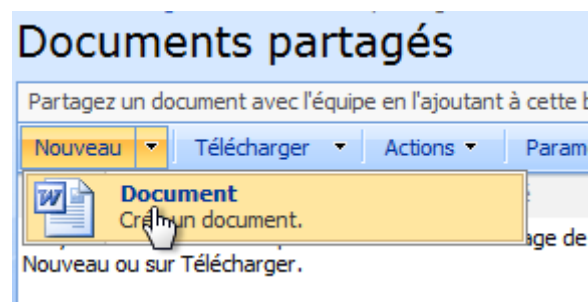 Documents partagés
Partagez un document avec l'équipe en l'ajoutant à cette
Nouveau Télécharger Actions Param
Document
un document.
age de
Nouveau ou sur Télécharger.